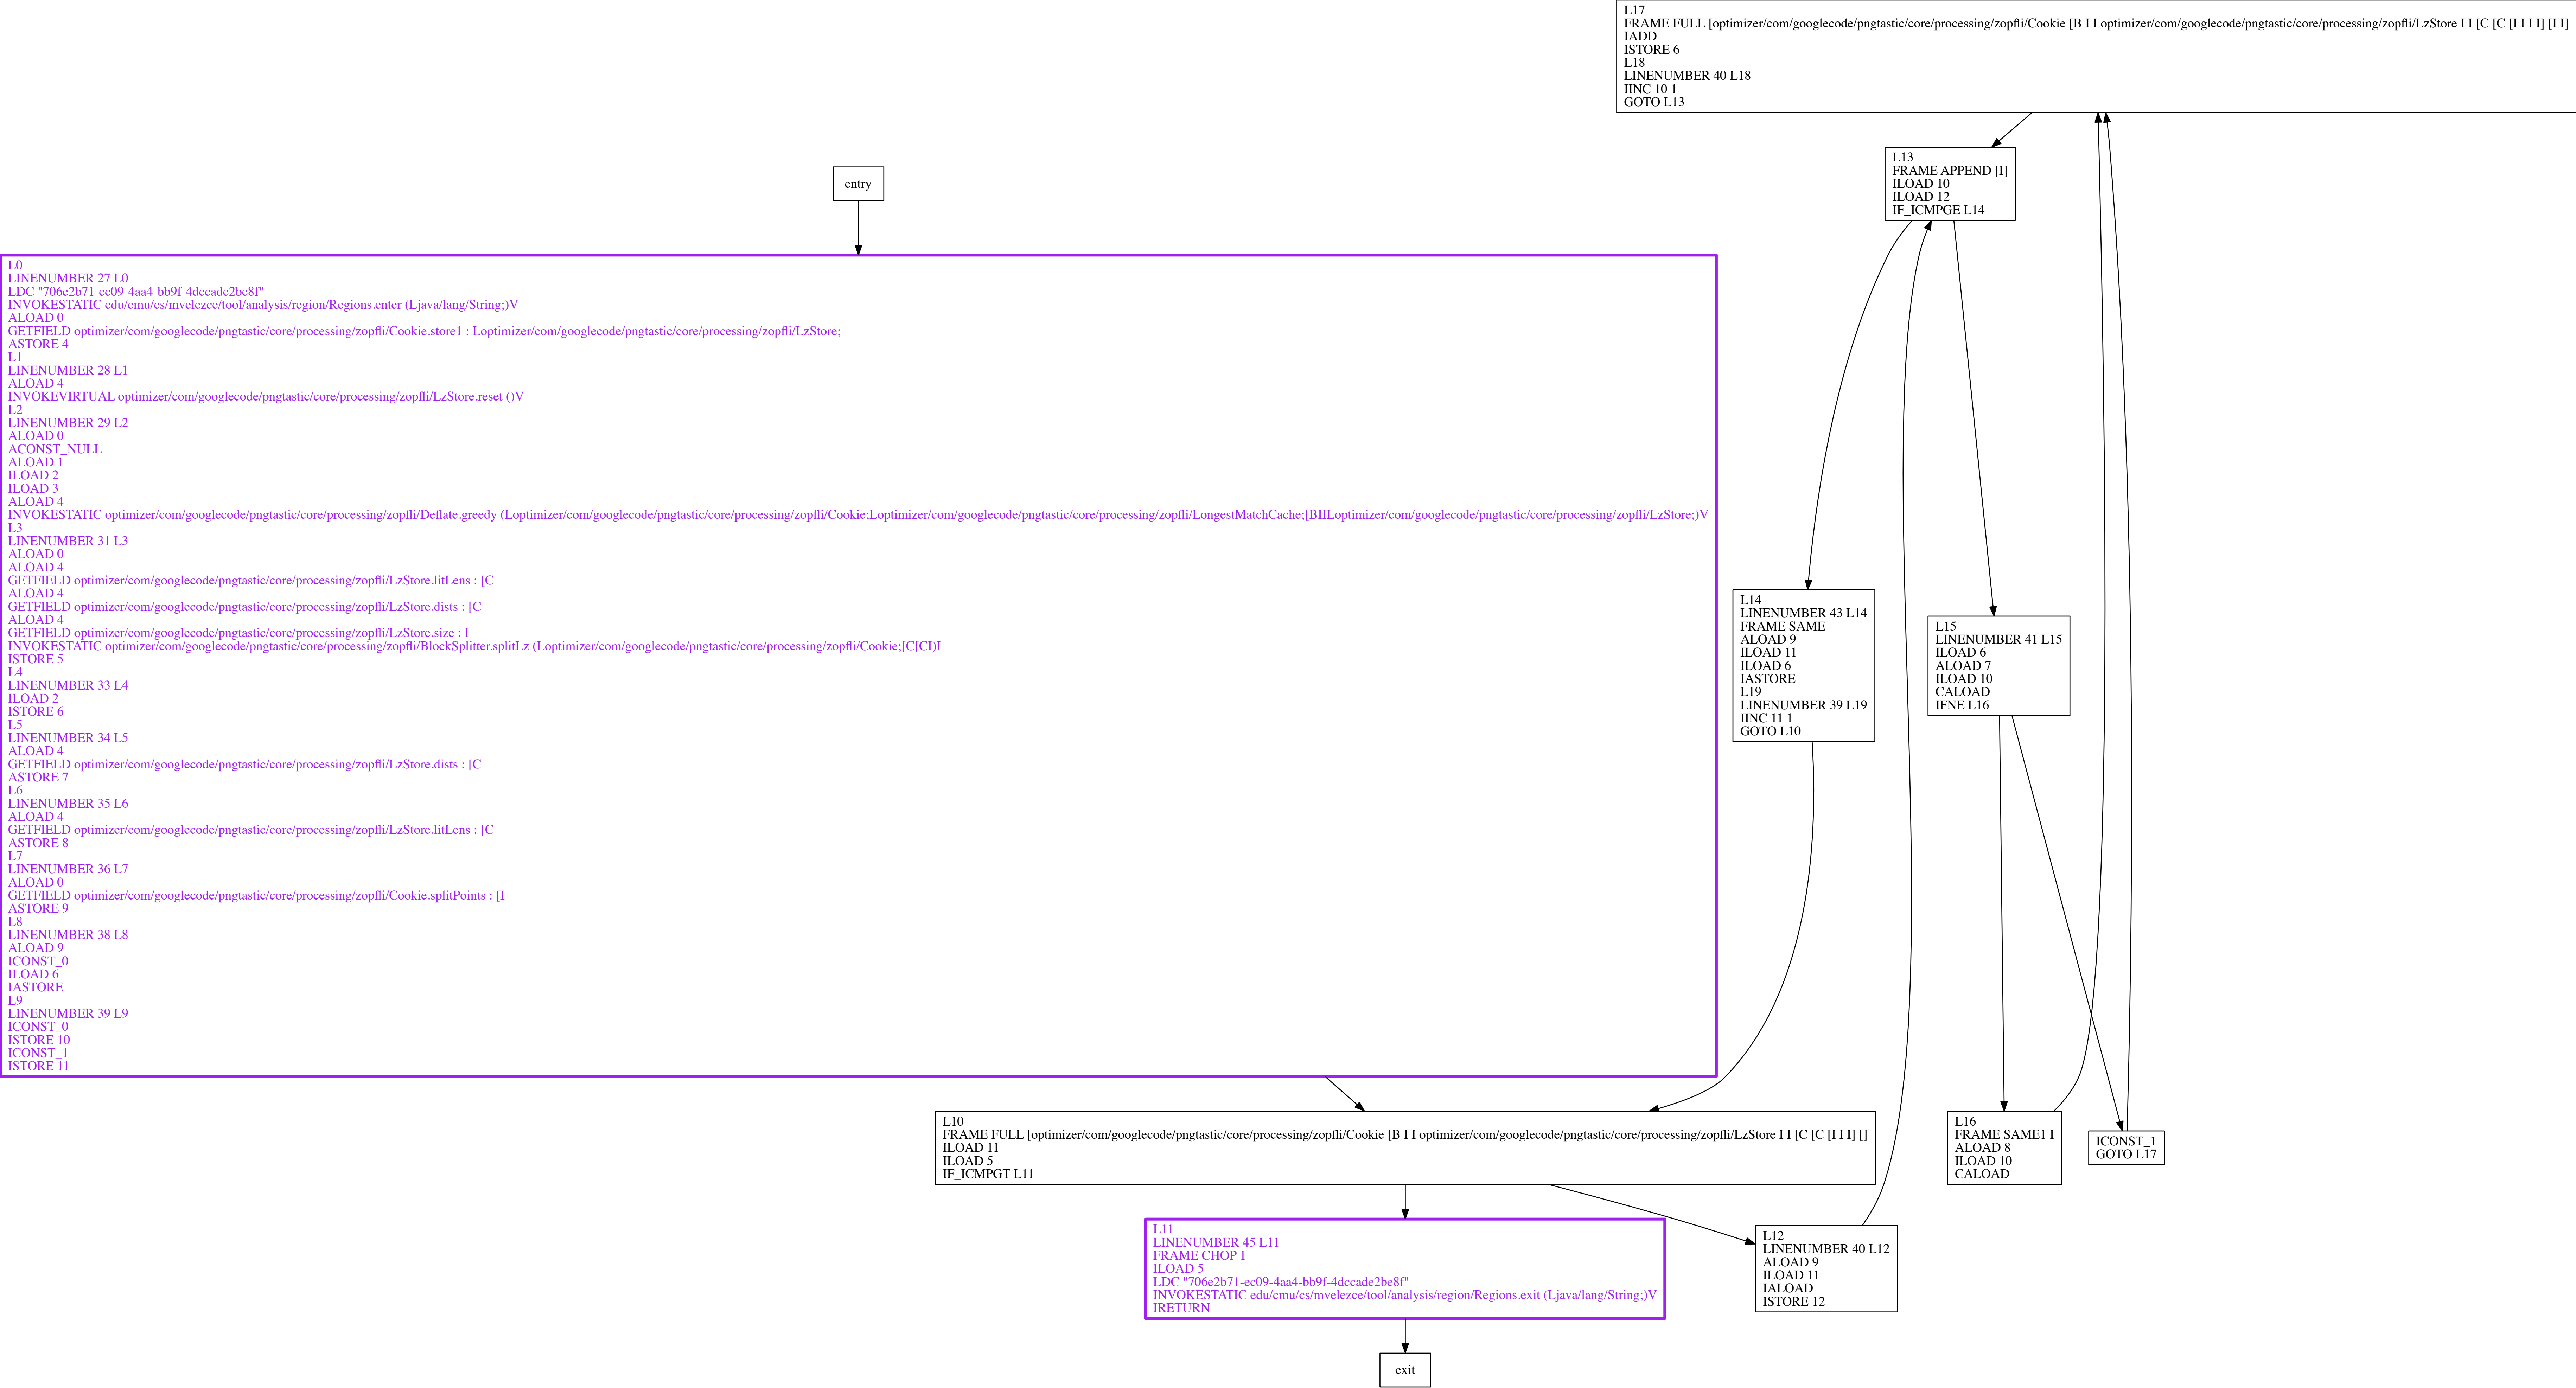 L17
FRAME FULL [optimizer/com/googlecode/pngtastic/core/processing/zopfli/Cookie [B I I optimizer/com/googlecode/pngtastic/core/processing/zopfli/LzStore I I [C [C [I I I I] [I I]
IADD
ISTORE 6
L18
LINENUMBER 40 L18
IINC 10 1
GOTO L13
L13
FRAME APPEND [I]
ILOAD 10
ILOAD 12
IF_ICMPGE L14
entry
L0
LINENUMBER 27 L0
LDC "706e2b71-ec09-4aa4-bb9f-4dccade2be8f"
INVOKESTATIC edu/cmu/cs/mvelezce/tool/analysis/region/Regions.enter (Ljava/lang/String;)V
ALOAD 0
GETFIELD optimizer/com/googlecode/pngtastic/core/processing/zopfli/Cookie.store1 : Loptimizer/com/googlecode/pngtastic/core/processing/zopfli/LzStore;
ASTORE 4
L1
LINENUMBER 28 L1
ALOAD 4
INVOKEVIRTUAL optimizer/com/googlecode/pngtastic/core/processing/zopfli/LzStore.reset ()V
L2
LINENUMBER 29 L2
ALOAD 0
ACONST_NULL
ALOAD 1
ILOAD 2
ILOAD 3
ALOAD 4
INVOKESTATIC optimizer/com/googlecode/pngtastic/core/processing/zopfli/Deflate.greedy (Loptimizer/com/googlecode/pngtastic/core/processing/zopfli/Cookie;Loptimizer/com/googlecode/pngtastic/core/processing/zopfli/LongestMatchCache;[BIILoptimizer/com/googlecode/pngtastic/core/processing/zopfli/LzStore;)V
L3
LINENUMBER 31 L3
ALOAD 0
ALOAD 4
GETFIELD optimizer/com/googlecode/pngtastic/core/processing/zopfli/LzStore.litLens : [C
ALOAD 4
GETFIELD optimizer/com/googlecode/pngtastic/core/processing/zopfli/LzStore.dists : [C
ALOAD 4
GETFIELD optimizer/com/googlecode/pngtastic/core/processing/zopfli/LzStore.size : I
INVOKESTATIC optimizer/com/googlecode/pngtastic/core/processing/zopfli/BlockSplitter.splitLz (Loptimizer/com/googlecode/pngtastic/core/processing/zopfli/Cookie;[C[CI)I
ISTORE 5
L4
LINENUMBER 33 L4
ILOAD 2
ISTORE 6
L5
LINENUMBER 34 L5
ALOAD 4
GETFIELD optimizer/com/googlecode/pngtastic/core/processing/zopfli/LzStore.dists : [C
ASTORE 7
L6
LINENUMBER 35 L6
ALOAD 4
GETFIELD optimizer/com/googlecode/pngtastic/core/processing/zopfli/LzStore.litLens : [C
ASTORE 8
L7
LINENUMBER 36 L7
ALOAD 0
GETFIELD optimizer/com/googlecode/pngtastic/core/processing/zopfli/Cookie.splitPoints : [I
ASTORE 9
L8
LINENUMBER 38 L8
ALOAD 9
ICONST_0
ILOAD 6
IASTORE
L9
LINENUMBER 39 L9
ICONST_0
ISTORE 10
ICONST_1
ISTORE 11
L14
LINENUMBER 43 L14
FRAME SAME
ALOAD 9
ILOAD 11
ILOAD 6
IASTORE
L19
LINENUMBER 39 L19
IINC 11 1
GOTO L10
L15
LINENUMBER 41 L15
ILOAD 6
ALOAD 7
ILOAD 10
CALOAD
IFNE L16
L10
FRAME FULL [optimizer/com/googlecode/pngtastic/core/processing/zopfli/Cookie [B I I optimizer/com/googlecode/pngtastic/core/processing/zopfli/LzStore I I [C [C [I I I] []
ILOAD 11
ILOAD 5
IF_ICMPGT L11
L16
FRAME SAME1 I
ALOAD 8
ILOAD 10
CALOAD
ICONST_1
GOTO L17
L11
LINENUMBER 45 L11
FRAME CHOP 1
ILOAD 5
LDC "706e2b71-ec09-4aa4-bb9f-4dccade2be8f"
INVOKESTATIC edu/cmu/cs/mvelezce/tool/analysis/region/Regions.exit (Ljava/lang/String;)V
IRETURN
L12
LINENUMBER 40 L12
ALOAD 9
ILOAD 11
IALOAD
ISTORE 12
exit